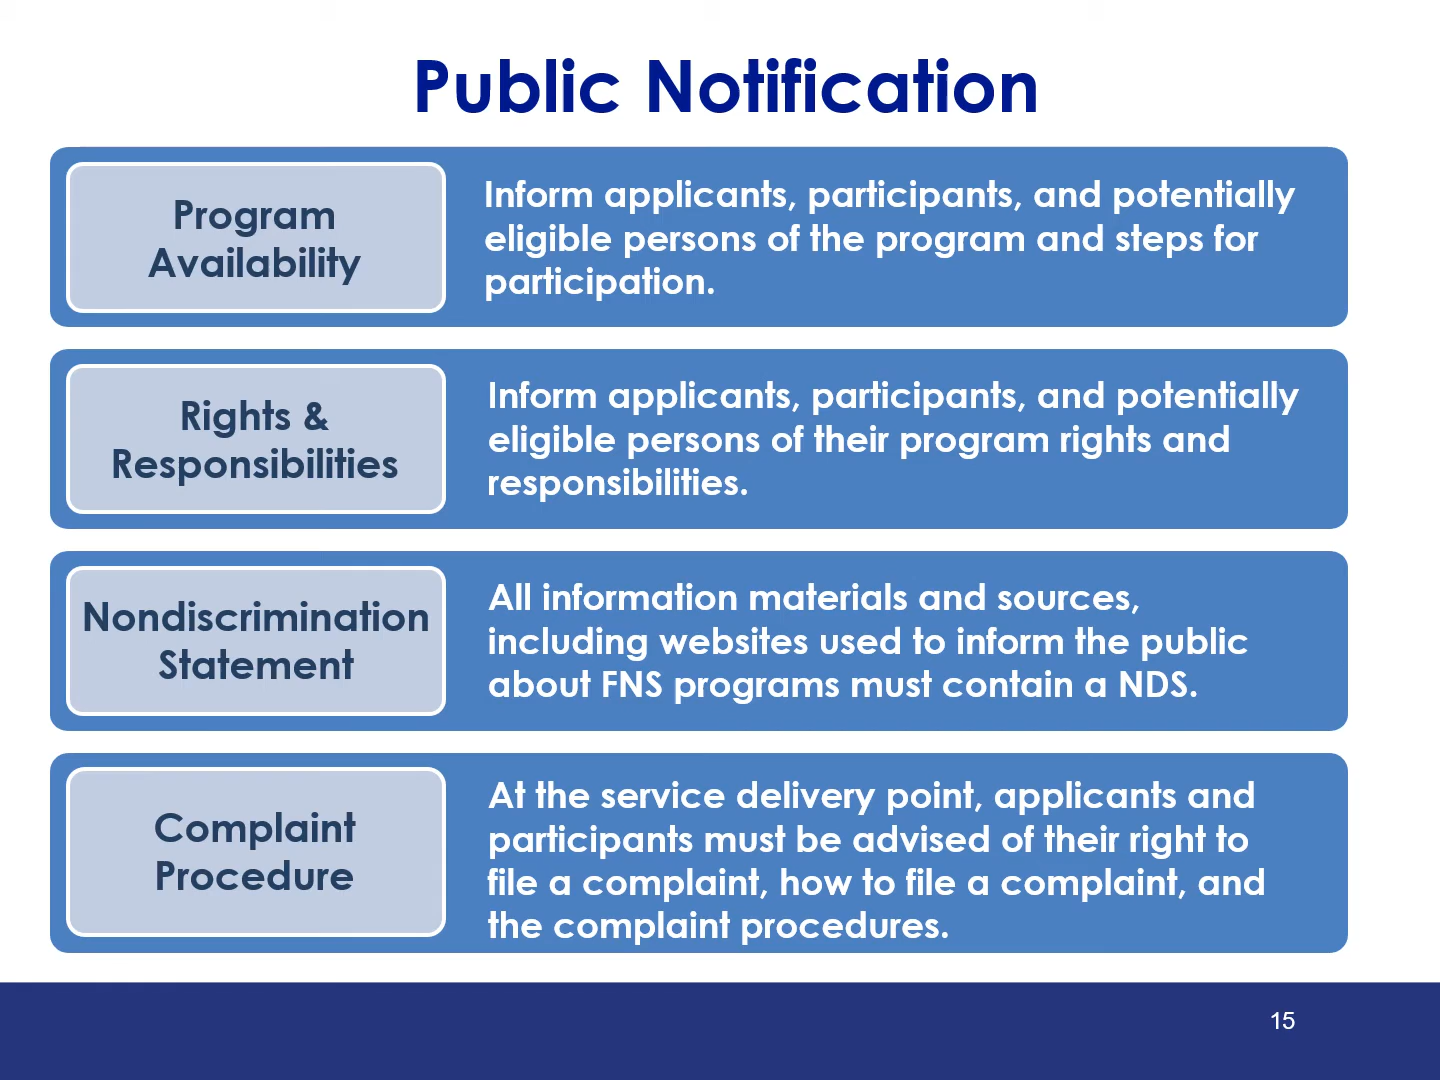 Public Notification
Program
Availability
Inform applicants, participants, and potentially
eligible persons of the program and steps for
participation.
Rights &
Responsibilities
Inform applicants, participants, and potentially
eligible persons of their program rights and
responsibilities.
Nondiscrimination
Statement
All information materials and sources,
including websites used to inform the public
about FNS programs must contain a NDS.
Complaint
Procedure
At the service delivery point, applicants and
participants must be advised of their right to
file a complaint, how to file a complaint, and
the complaint procedures.
15